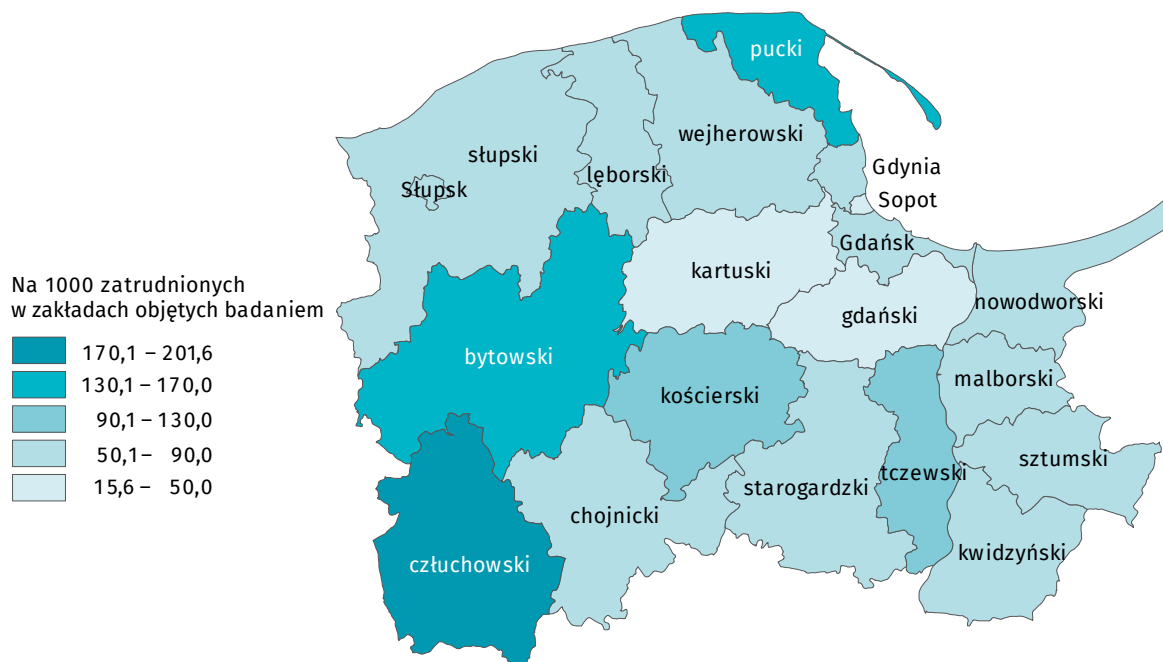 pucki
wejherowski
słupski
lęborski
Słupsk
Gdynia
Sopot
Gdańsk
kartuski
gdański
nowodworski
Na 1000 zatrudnionych
w zakładach objętych badaniem
170,1 – 201,6
130,1 – 170,0
90,1 – 130,0
50,1 – 90,0
15,6 – 50,0
bytowski
kościerski
malborski
sztumski
tczewski
starogardzki
chojnicki
kwidzyński
człuchowski